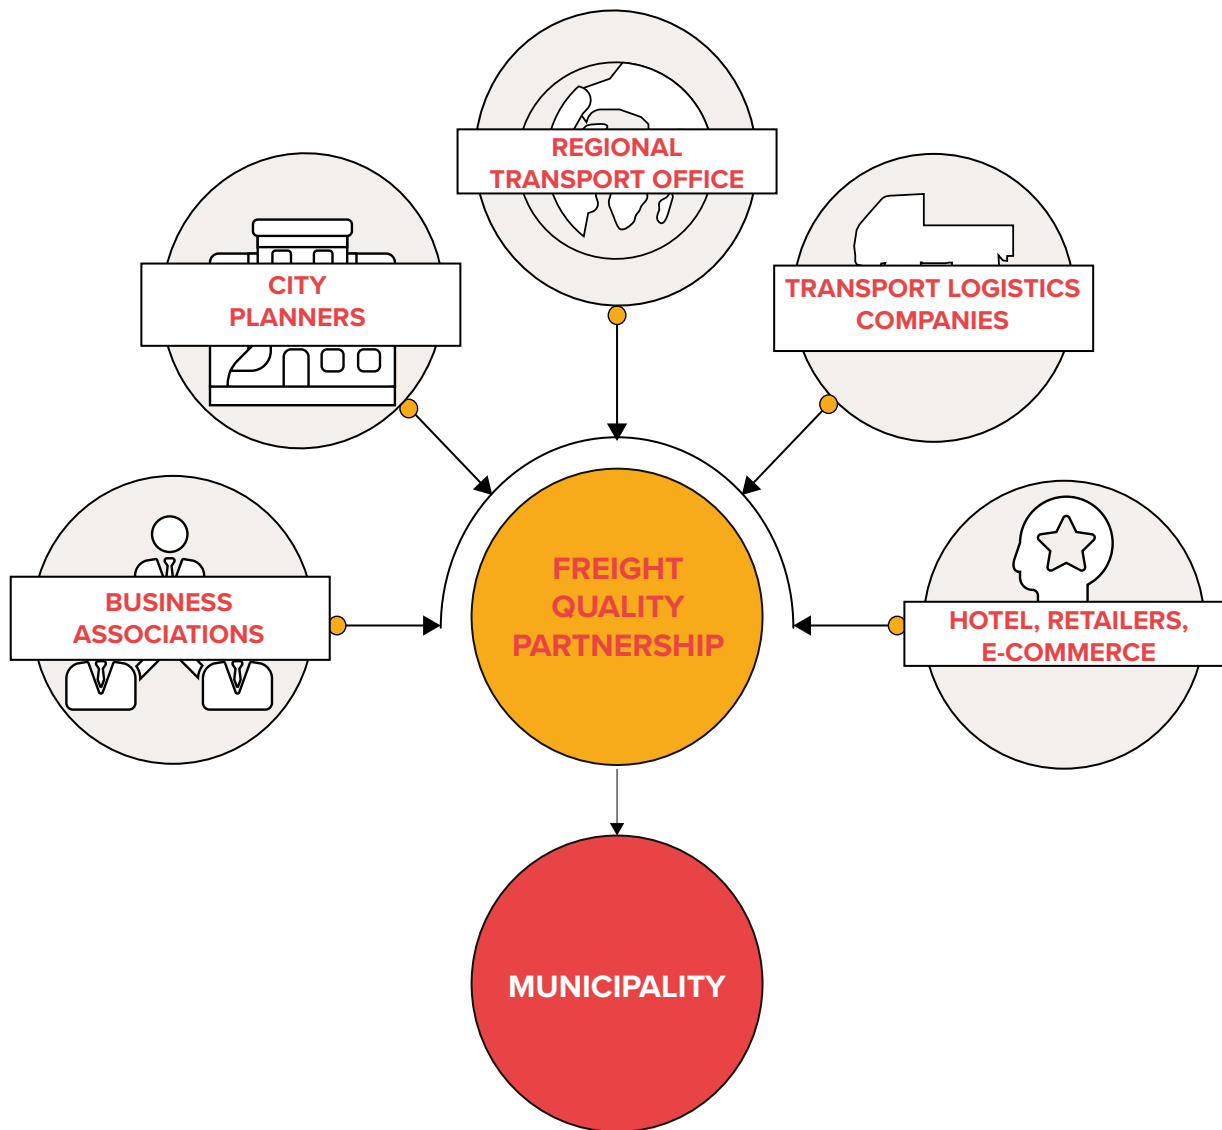 REGIONAL
TRANSPORT OFFICE
CITY
PLANNERS
TRANSPORT LOGISTICS
COMPANIES
BUSINESS
ASSOCIATIONS
FREIGHT
QUALITY
PARTNERSHIP
HOTEL, RETAILERS,
E-COMMERCE
MUNICIPALITY